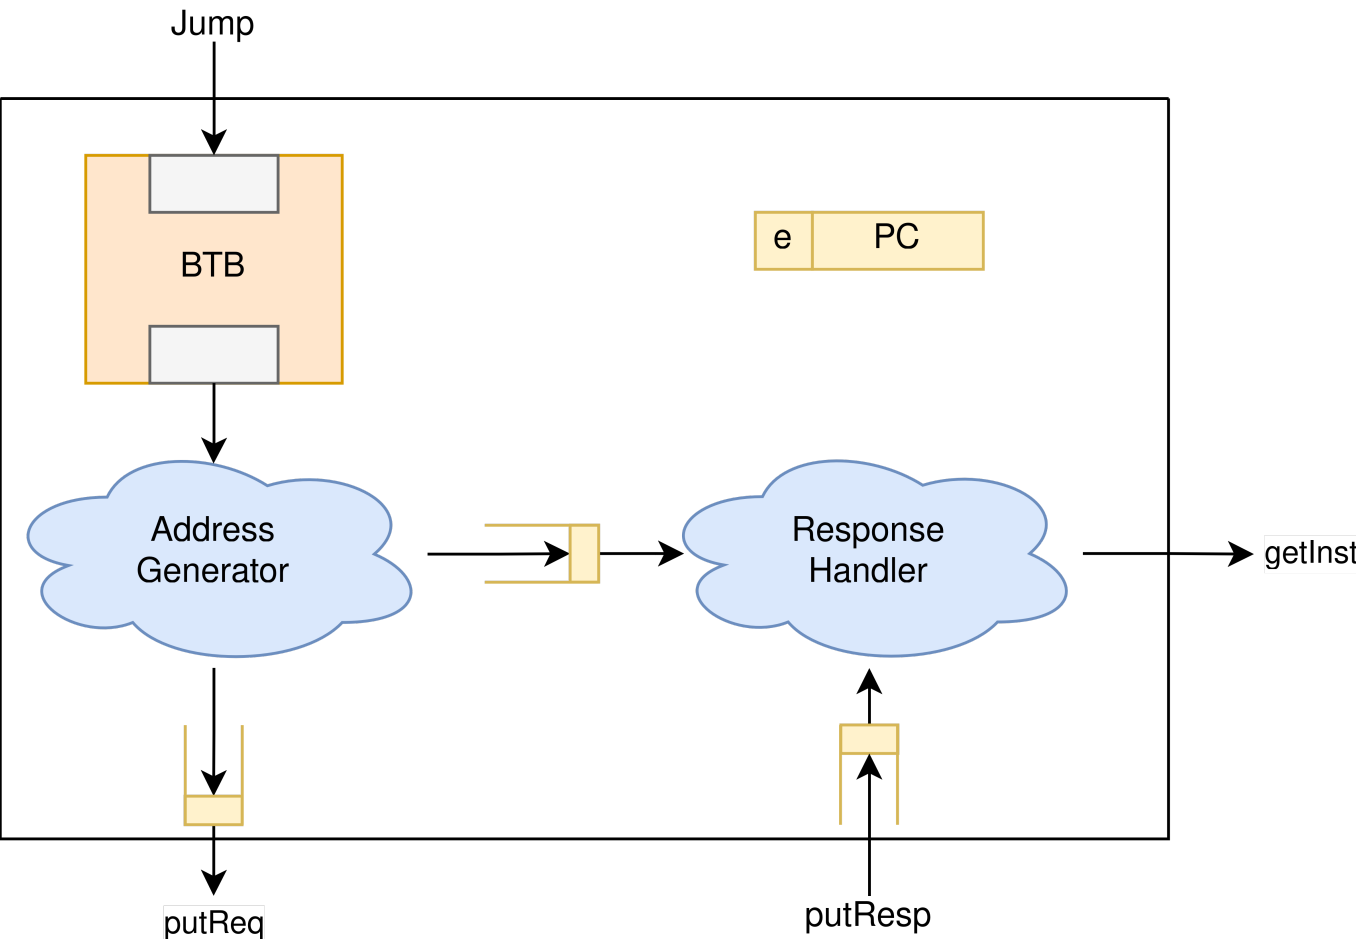 Jump
BTB
e
PC
Address
Generator
Response
Handler
getInst
putReq
putResp